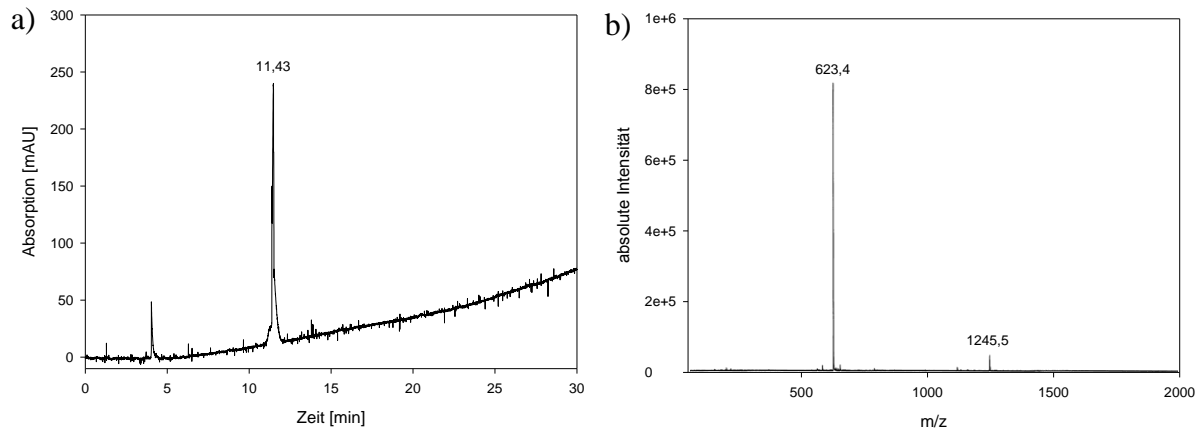 a)
300
250
200
150
100
50
0
Absorption [mAU]
11,43
0
5
10
15
20
25
30
Zeit [min]
b)
1e+6
8e+5
6e+5
4e+5
2e+5
0
absolute Intensität
623,4
1245,5
500
1000
1500
2000
m/z